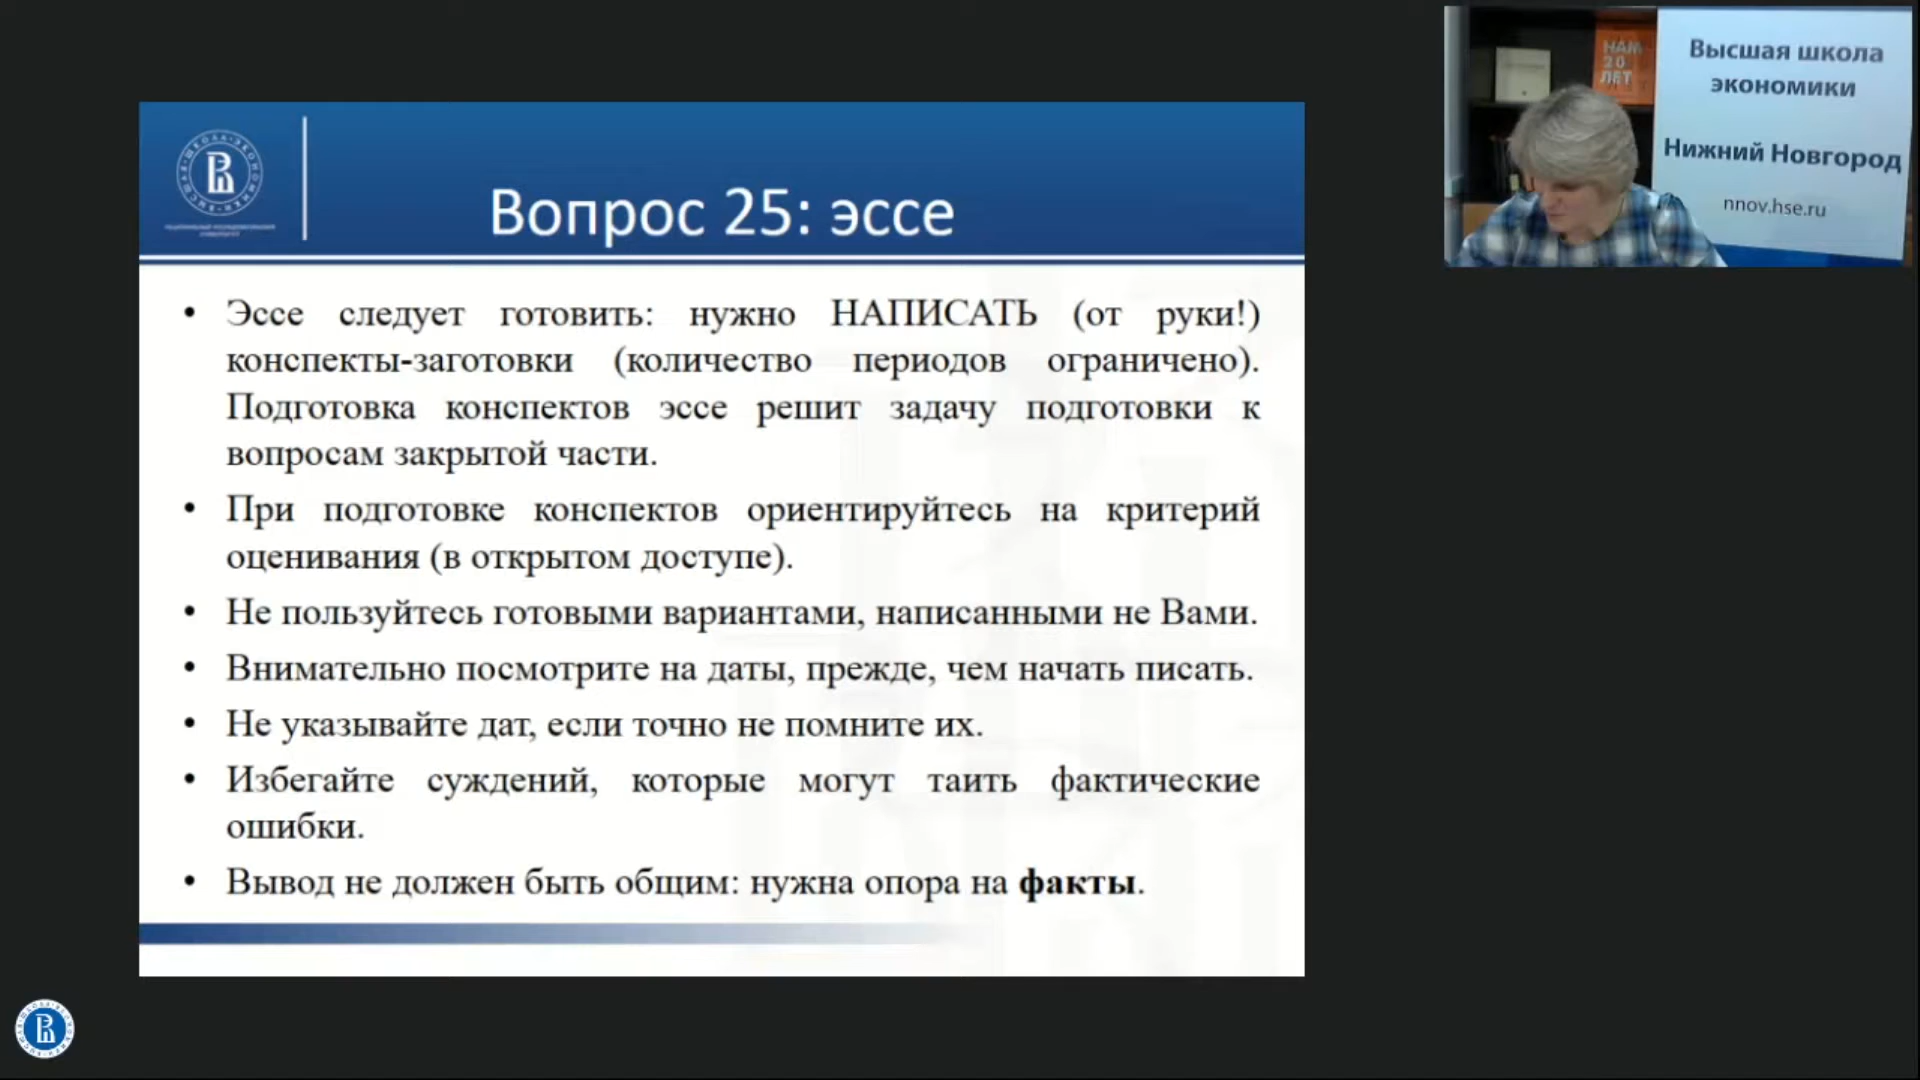 Вопрос 25: эссе
• Эссе следует готовить: нужно НАПИСАТЬ (от руки!)
конспекты-заготовки (количество периодов ограничено).
Подготовка конспектов эссе решит задачу подготовки к
вопросам закрытой части.
• При подготовке конспектов ориентируйтесь на критерий
оценивания (в открытом доступе).
• Не пользуйтесь готовыми вариантами, написанными не Вами.
• Внимательно посмотрите на даты, прежде, чем начать писать.
• Не указывайте дат, если точно не помните их.
• Избегайте суждений, которые могут таить фактические
ошибки.
• Вывод не должен быть общим: нужна опора на факты.
НАМ
20
ЛЕТ
Высшая школа
экономики
Нижний Новгород
nnov.hse.ru